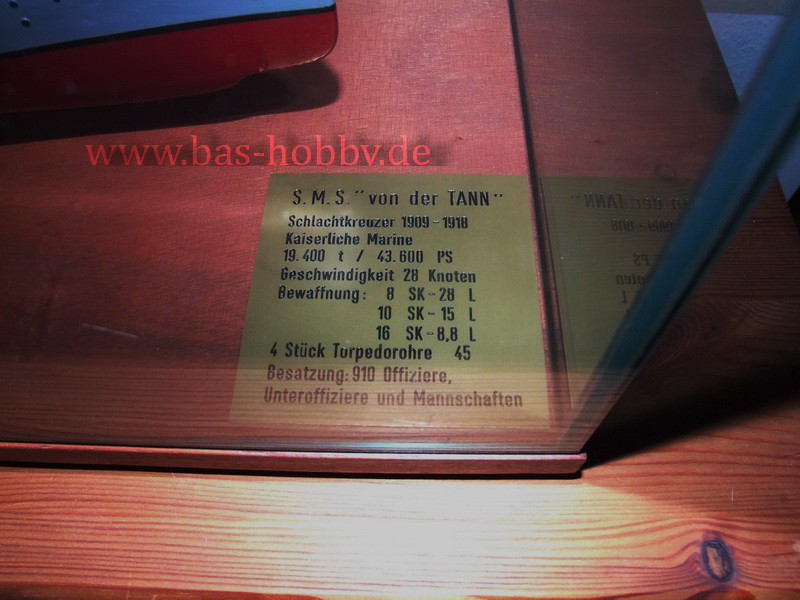 www.bas-hobby.de
S.M.S. "von der TANN"
Schlachtkreuzer 1909-1918
Kaiserliche Marine
19.400 t / 43.600 PS
Geschwindigkeit 28 Knoten
Bewaffnung: 8 SK-28 L
10 SK-15 L
16 SK-8,8 L
4 Stück Torpedorohre 45
Besatzung: 910 Offiziere,
Unteroffiziere und Mannschaften